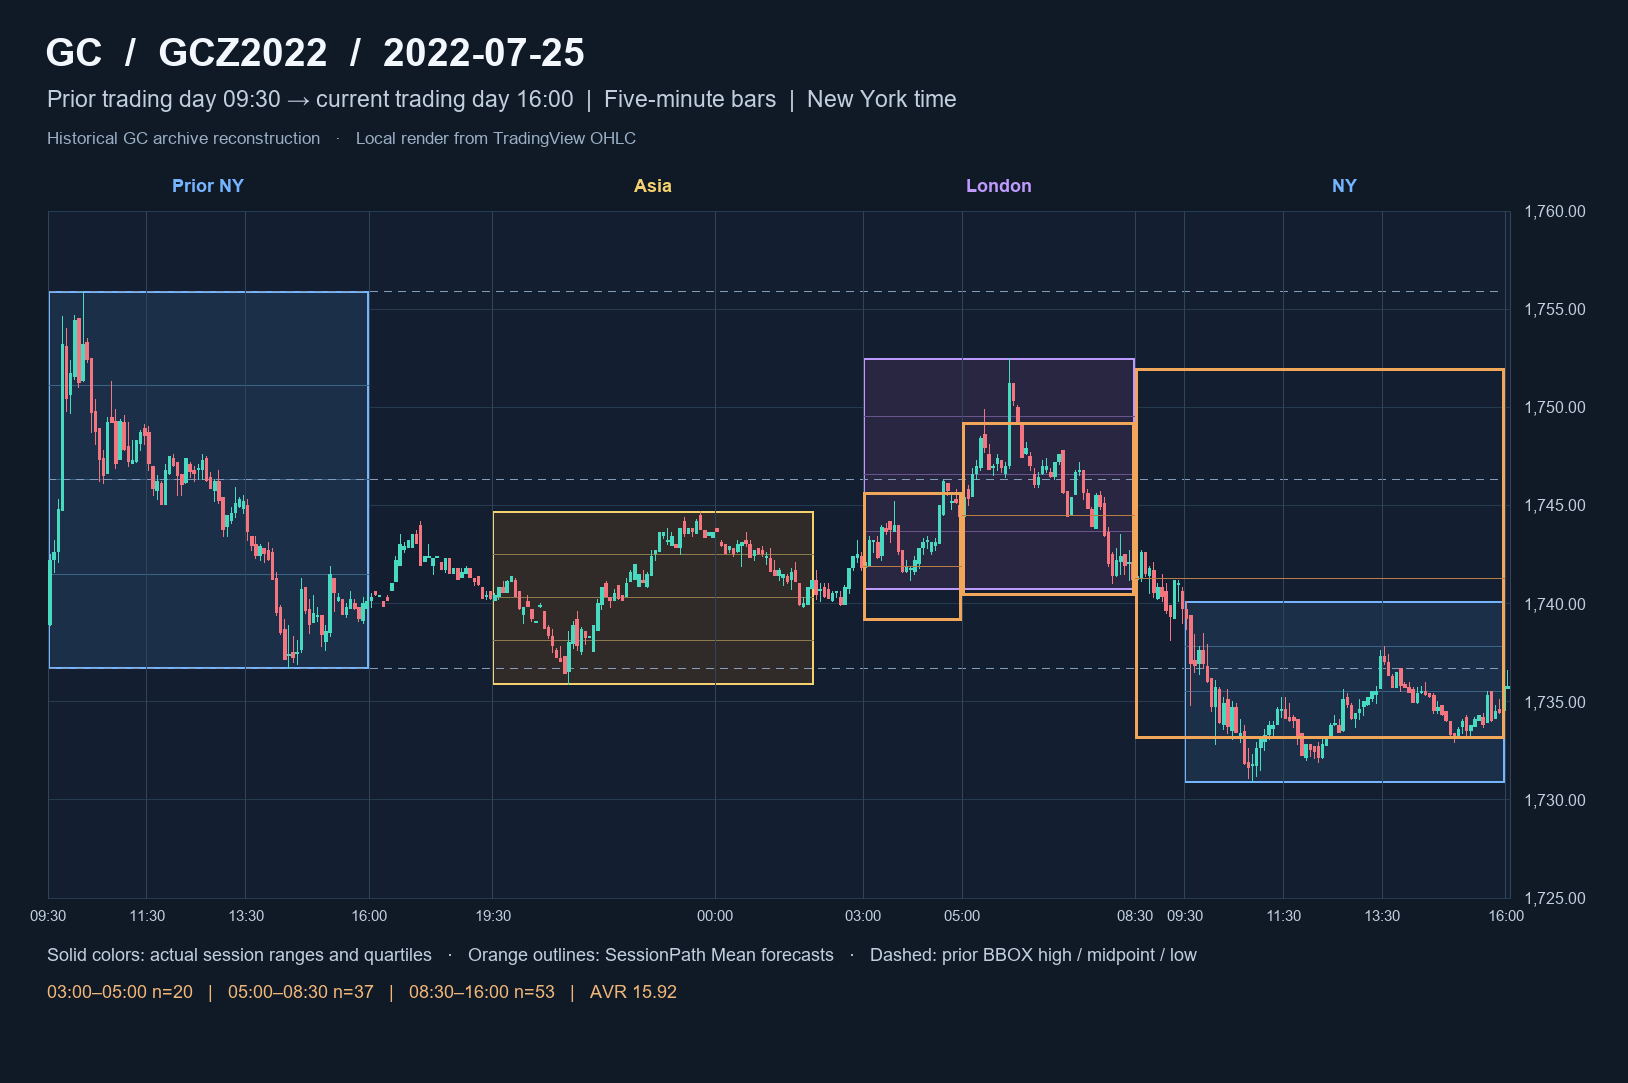 GC / GCZ2022 / 2022-07-25
Prior trading day 09:30 → current trading day 16:00 | Five-minute bars | New York time
Historical GC archive reconstruction · Local render from TradingView OHLC
Prior NY Asia London NY
1,760.00
1,755.00
1,750.00
1,745.00
1,740.00
1,735.00
1,730.00
1,725.00
09:30 11:30 13:30 16:00 19:30 00:00 03:00 05:00 08:30 09:30 11:30 13:30 16:00
Solid colors: actual session ranges and quartiles · Orange outlines: SessionPath Mean forecasts · Dashed: prior BBOX high / midpoint / low
03:00–05:00 n=20 | 05:00–08:30 n=37 | 08:30–16:00 n=53 | AVR 15.92